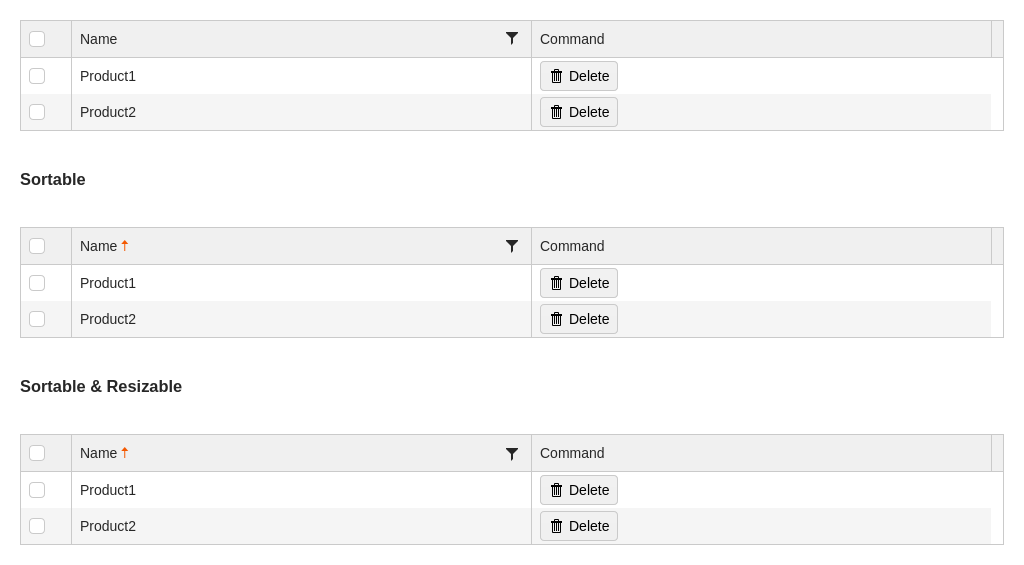 Name Command
Product1 Delete
Product2 Delete
Sortable
Name Command
Product1 Delete
Product2 Delete
Sortable & Resizable
Name Command
Product1 Delete
Product2 Delete